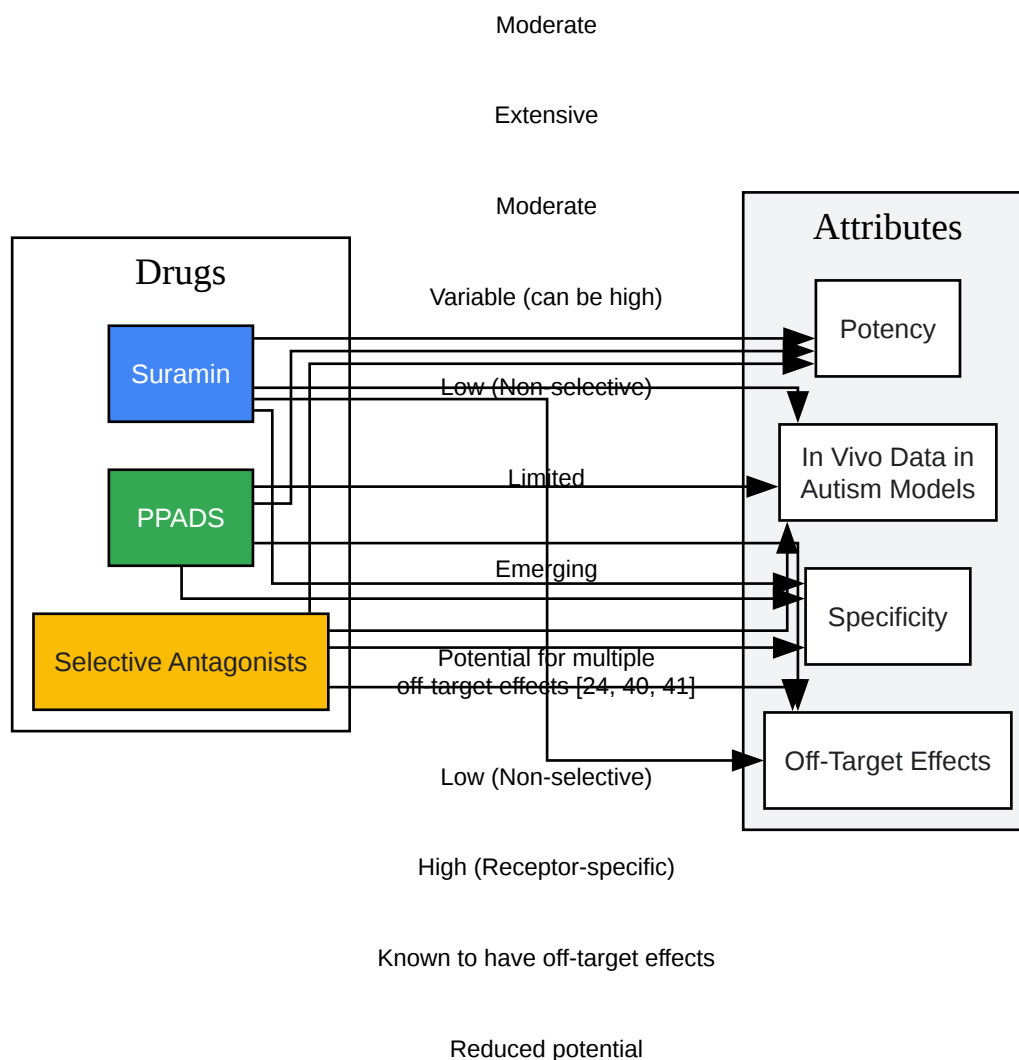 Moderate
Extensive
Moderate
Attributes
Drugs
Variable (can be high)
Potency
Suramin
Low (Non-selective)
In Vivo Data in
Autism Models
Limited
PPADS
Emerging
Specificity
Selective Antagonists
Potential for multiple
off-target effects [24, 40, 41]
Off-Target Effects
Low (Non-selective)
High (Receptor-specific)
Known to have off-target effects
Reduced potential